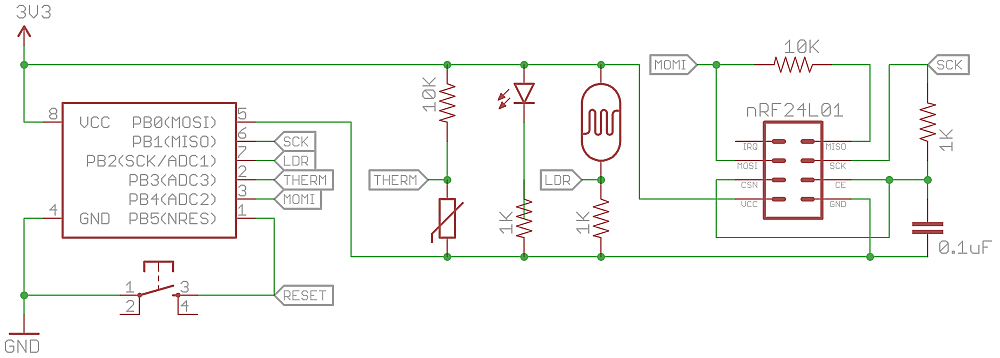 3V3
8 VCC PB0(MOSI) 5
PB1(MISO) 6 SCK
PB2(SCK/ADC1) 7 LDR
PB3(ADC3) 2 THERM
PB4(ADC2) 3 MOMI
4 GND PB5(NRES) 1
1 3
2 4
RESET
GND
10K
THERM
1K
LDR
1K
MOMI
10K
SCK
nRF24L01
IRQ MISO
MOSI SCK
CSN CE
VCC GND
1K
0.1uF